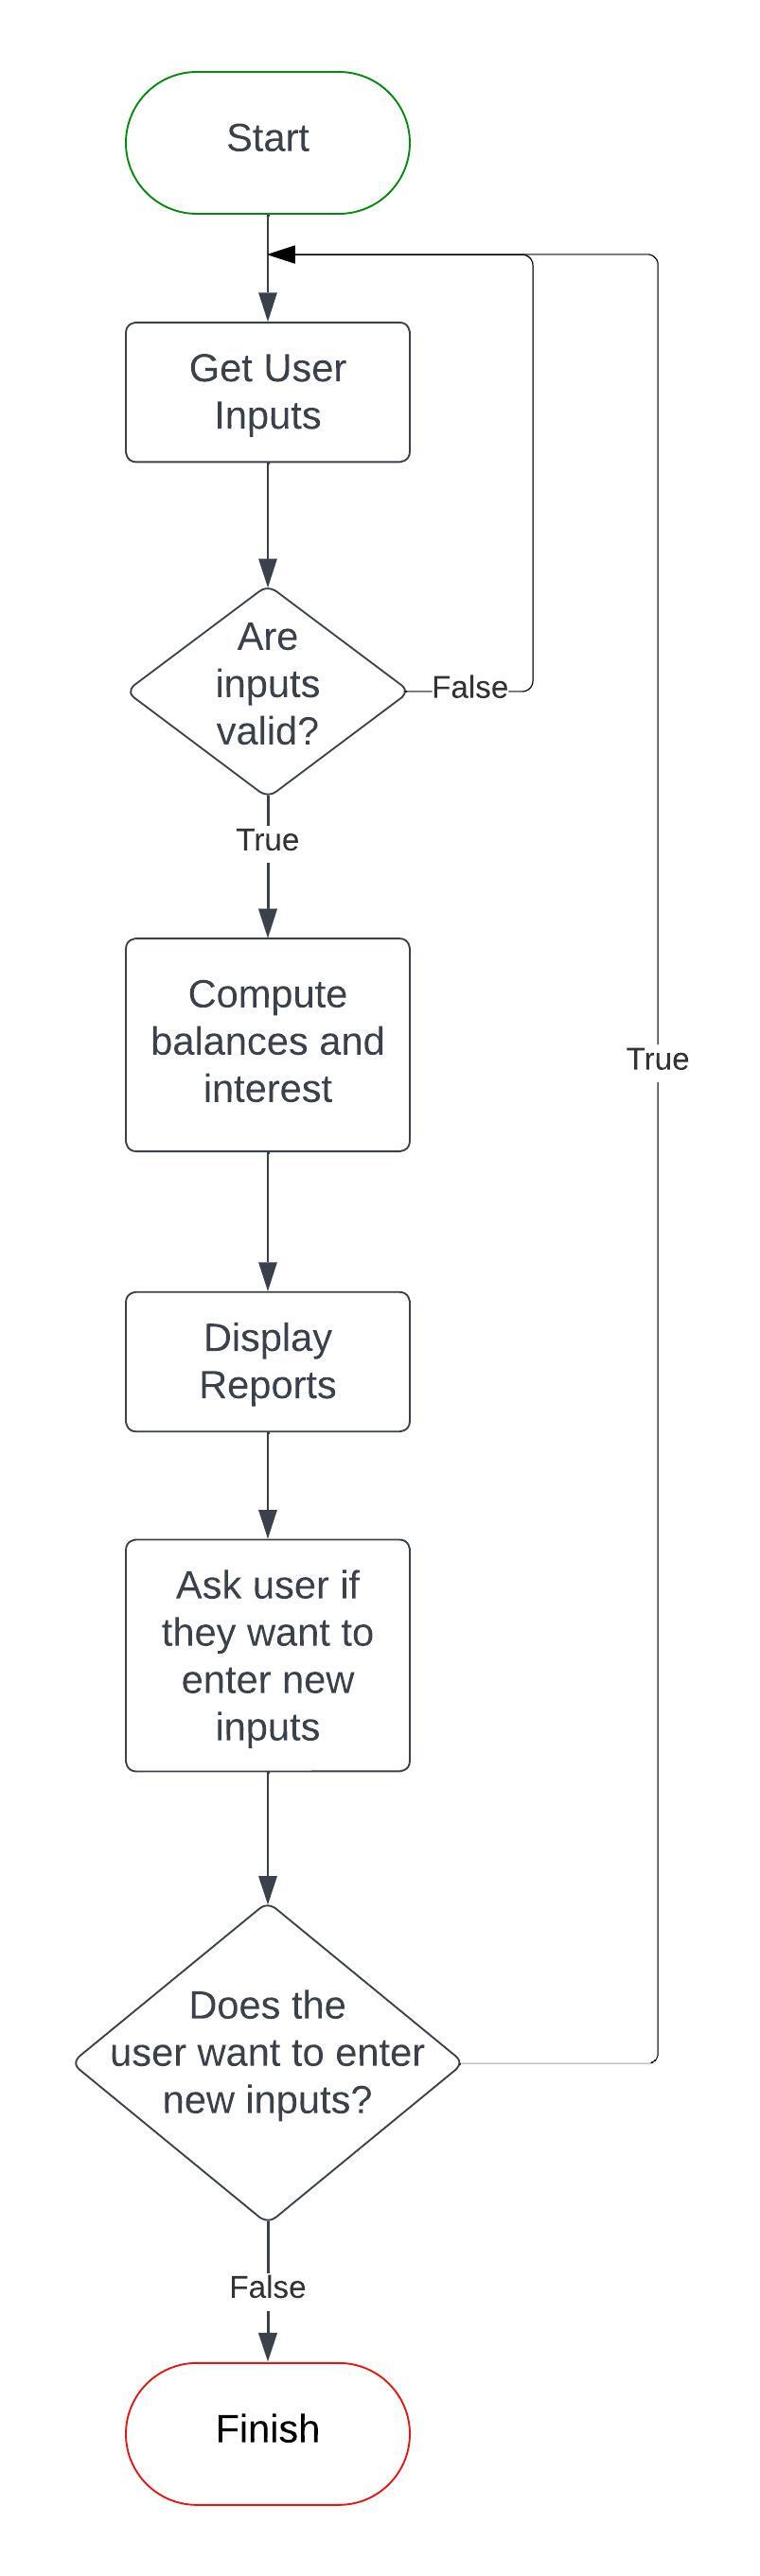 Start
Get User
Inputs
Are
inputs
valid?
False
True
Compute
balances and
interest
True
Display
Reports
Ask user if
they want to
enter new
inputs
Does the
user want to enter
new inputs?
False
Finish